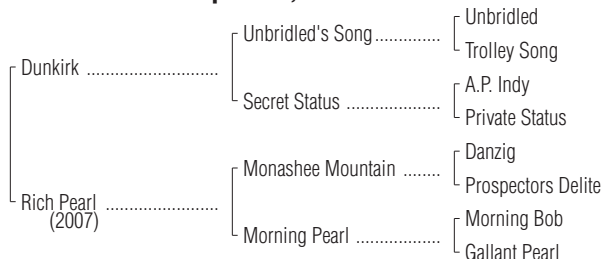 Unbridled
Unbridled's Song..............
Trolley Song
Dunkirk ............................
A.P. Indy
Secret Status ....................
Private Status
Danzig
Monashee Mountain ........
Prospectors Delite
Rich Pearl ........................
(2007)
Morning Bob
Morning Pearl ..................
Gallant Pearl